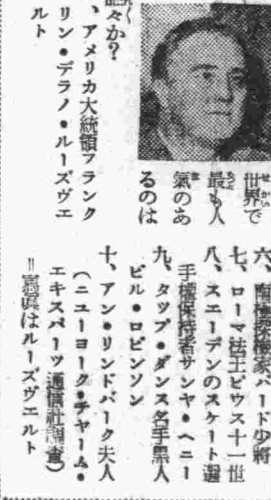 世界で
最も人
氣のあ
るのは
々か？
、アメリカ大統領フランク
リン・デラノ・ルーズヴェ
ルト
六、南極探檢家バード少將
七、ローマ法王ピウス十一世
八、スエーデンのスケート選
手權保持者サンヤ・ヘニー
九、タップ・ダンス名手黒人
ビル・ロビンソン
十、アン・リンドバーク夫人
（ニューヨーク・チャーム・
エキスパーツ通信社調査）
＝寫眞はルーズヴエルト